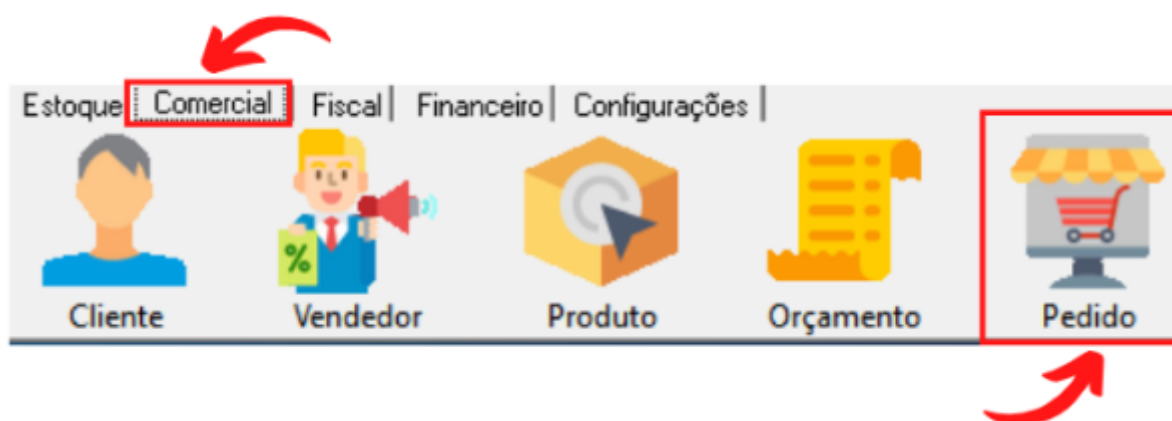 Estoque Comercial Fiscal Financeiro Configurações
%
Cliente Vendedor Produto Orçamento Pedido